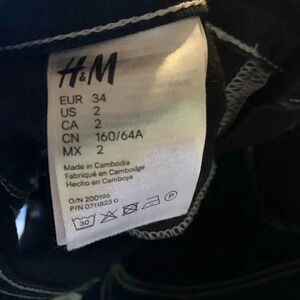 H&M
EUR 34
US 2
CA 2
CN 160/64A
MX 2
Made in Cambodia
Fabriqué en Cambodge
Hecho en Camboya
O/N 200196
P/N 0711823 0
30 P